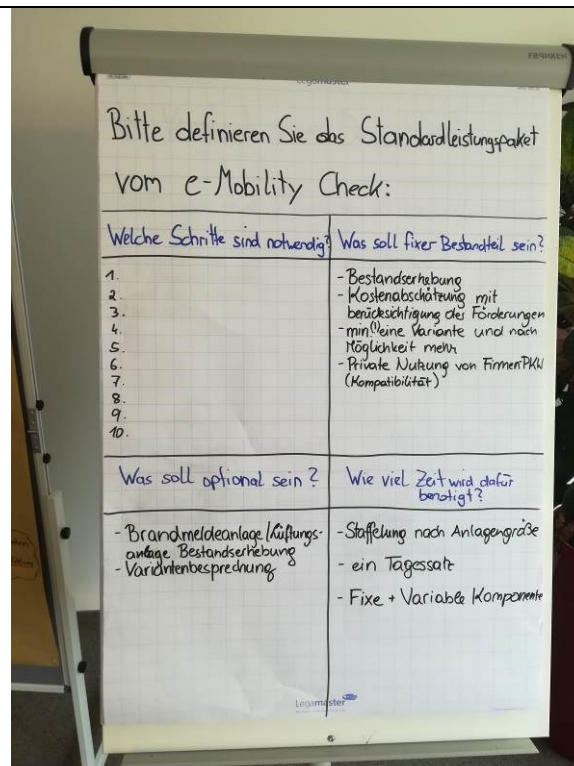 FRANKEN
Legamaster
Bitte definieren Sie das Standardleistungspaket
vom e-Mobility Check:
Welche Schritte sind notwendig?
1.
2.
3.
4.
5.
6.
7.
8.
9.
10.
Was soll fixer Bestandteil sein?
- Bestandserhebung
- Kostenabschätzung mit
berücksichtigung der Förderungen
- min.(!) eine Variante und nach
Möglichkeit mehr
- Private Nutzung von FirmenPKW
(Kompatibilität)
Was soll optional sein?
- Brandmeldeanlage/Lüftungs-
anlage Bestandserhebung
- Variantenbesprechung
Wie viel Zeit wird dafür
benötigt?
- Staffelung nach Anlagengröße
- ein Tagessatz
- Fixe + Variable Komponente
Legamaster